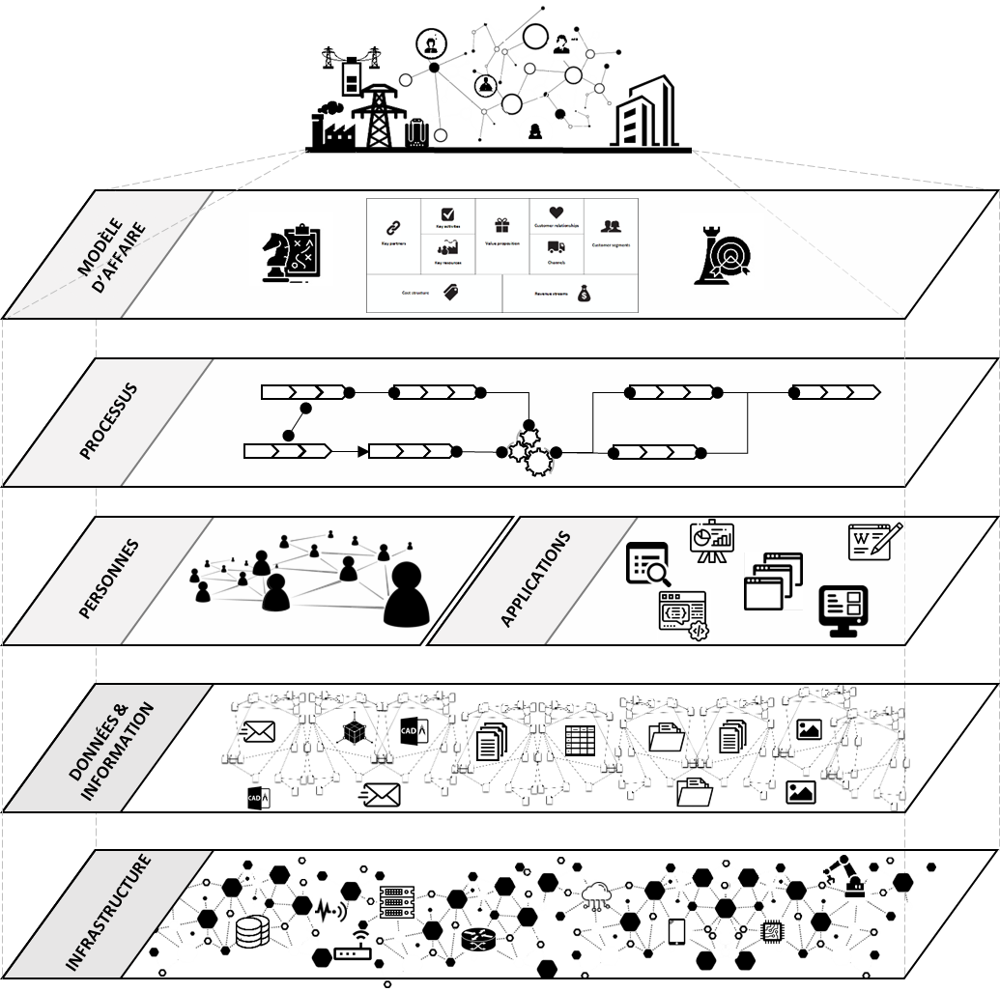 MODÈLE
D'AFFAIRE
Key partners
Key activities
Key resources
Value proposition
Customer relationships
Channels
Customer segments
Cost structure
Revenue streams
$
PROCESSUS
PERSONNES
APPLICATIONS
W
DONNÉES &
INFORMATION
CAD
CAD
INFRASTRUCTURE